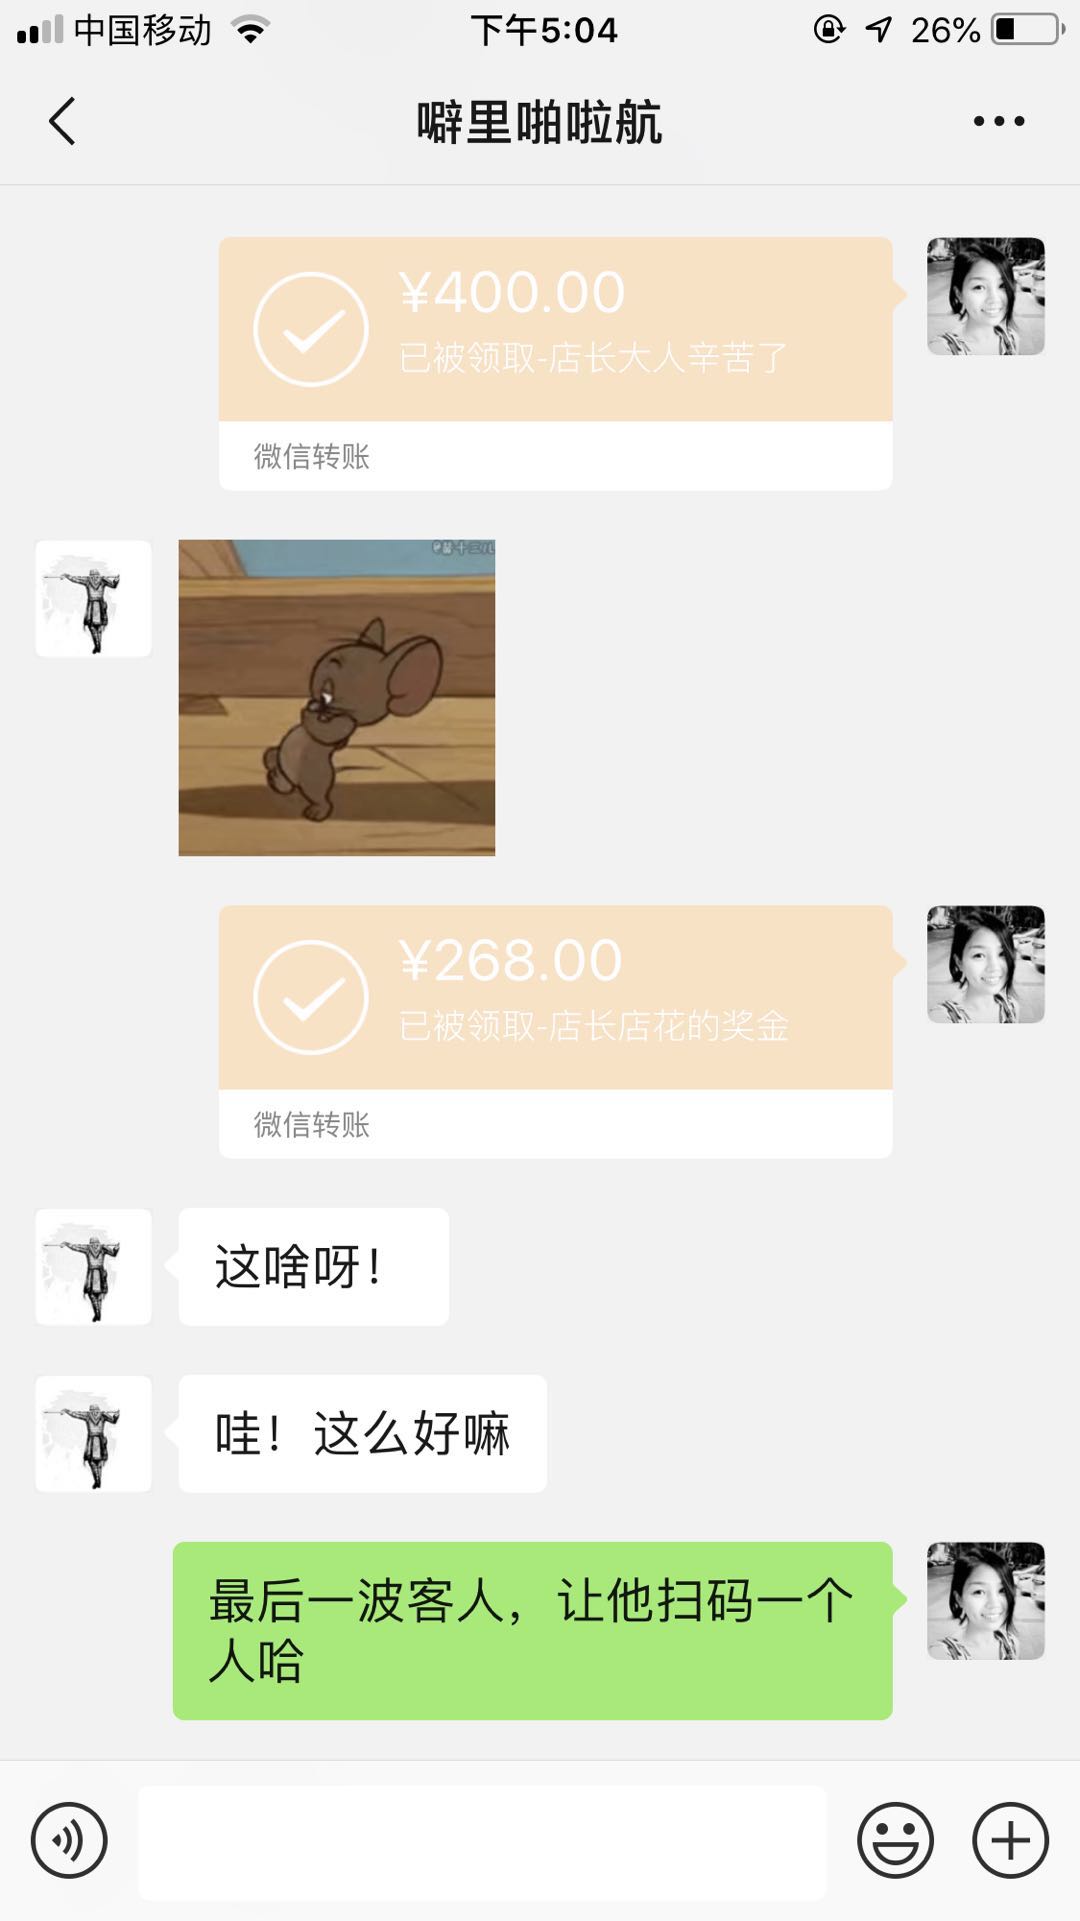 中国移动
下午5:04
26%
噼里啪啦航
¥400.00
已被领取-店长大人辛苦了
微信转账
¥268.00
已被领取-店长店花的奖金
微信转账
这啥呀！
哇！这么好嘛
最后一波客人，让他扫码一个
人哈